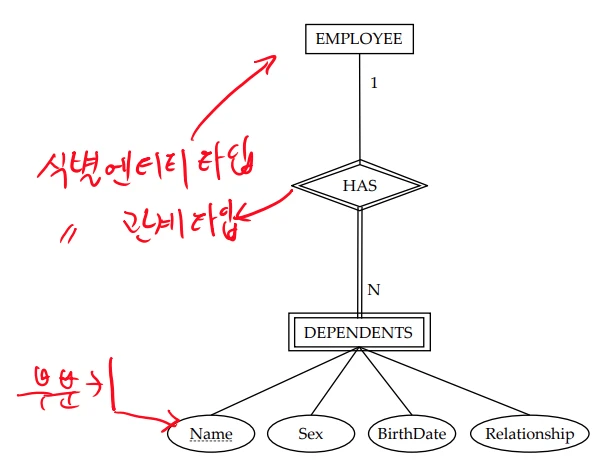 EMPLOYEE
1
식별엔티티 타입
HAS
〃 관계타입
N
DEPENDENTS
부분키
Name
Sex
BirthDate
Relationship